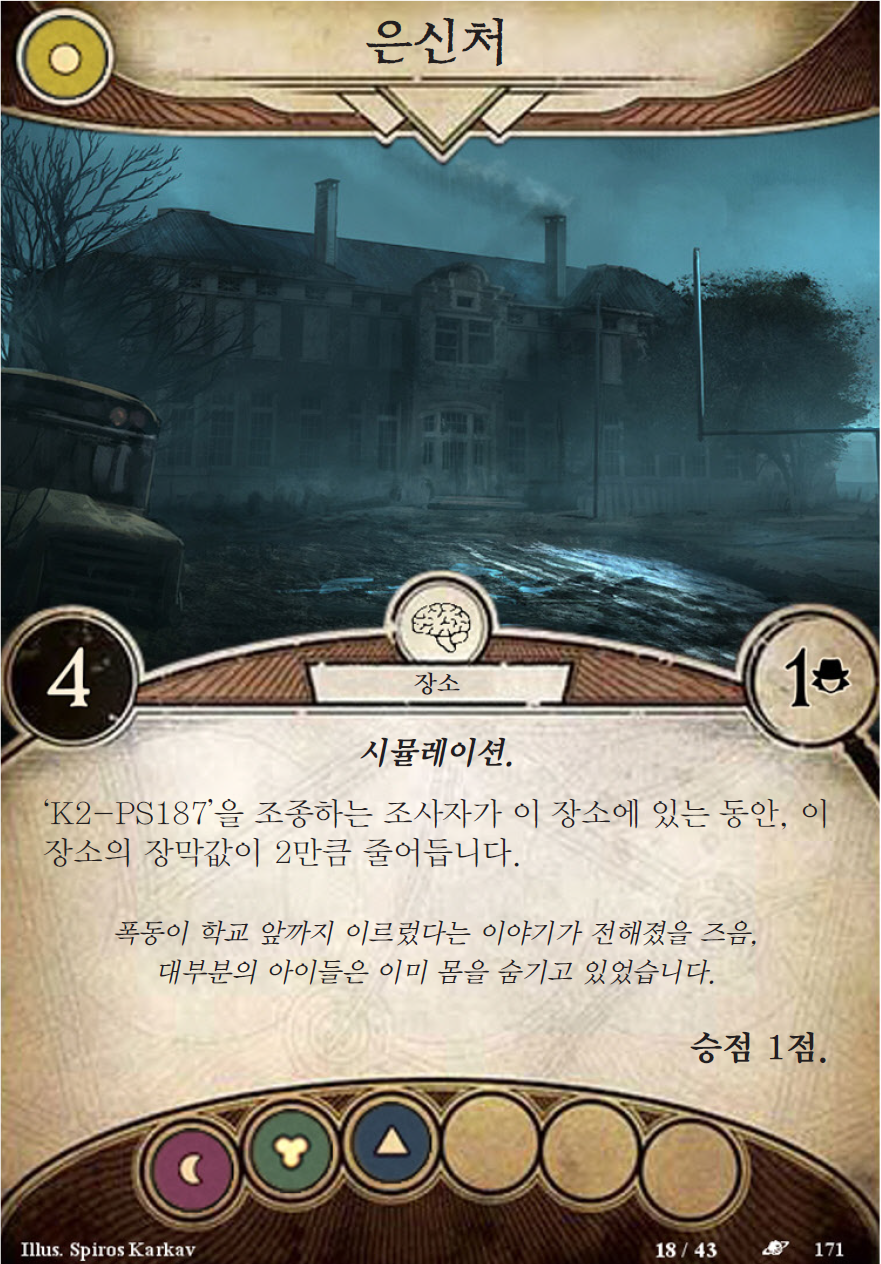 은신처
4
1
장소
시뮬레이션.
‘K2-PS187’을 조종하는 조사자가 이 장소에 있는 동안, 이
장소의 장막값이 2만큼 줄어듭니다.
폭동이 학교 앞까지 이르렀다는 이야기가 전해졌을 즈음,
대부분의 아이들은 이미 몸을 숨기고 있었습니다.
승점 1점.
Illus. Spiros Karkav
18 / 43
171